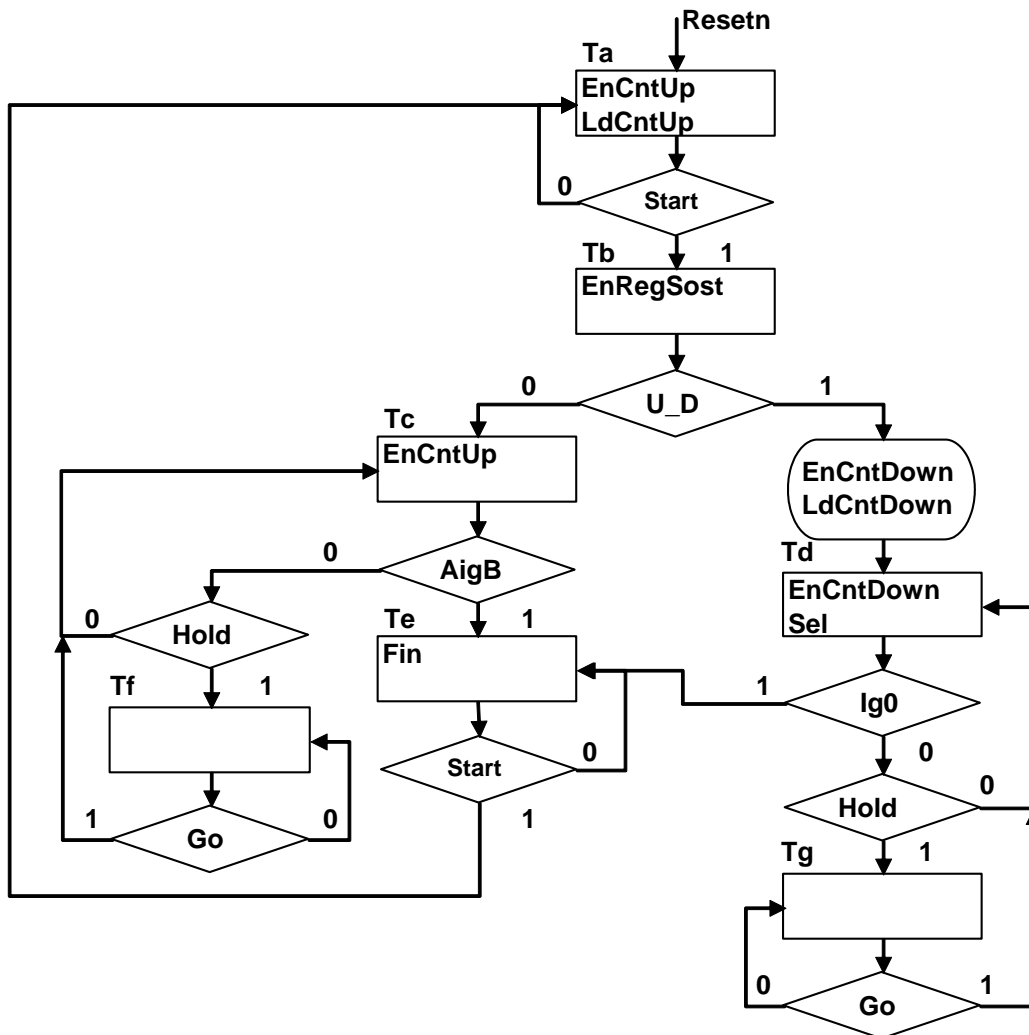 Resetn
Ta
EnCntUp
LdCntUp
0
Start
Tb
1
EnRegSost
0
1
U_D
Tc
EnCntUp
EnCntDown
LdCntDown
0
AigB
Td
EnCntDown
Sel
0
Hold
Te
1
Fin
Tf
1
1
Ig0
Start
0
0
0
Hold
1
Go
0
1
Tg
1
0
Go
1